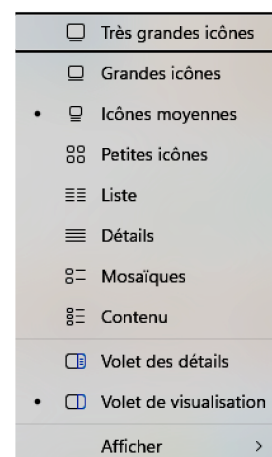 Très grandes icônes
Grandes icônes
Icônes moyennes
Petites icônes
Liste
Détails
Mosaïques
Contenu
Volet des détails
Volet de visualisation
Afficher